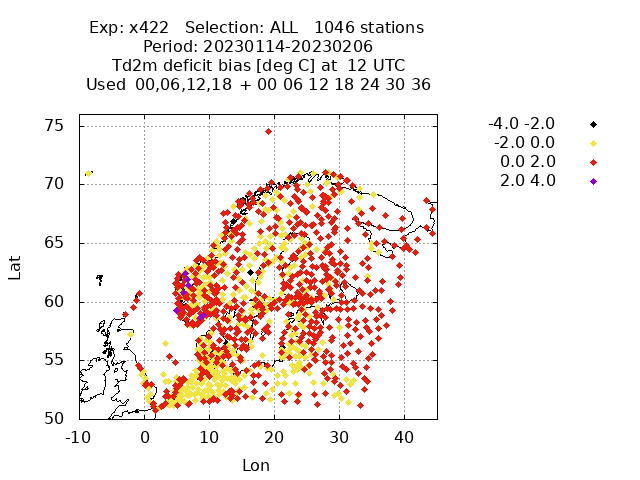 Exp: x422 Selection: ALL 1046 stations
Period: 20230114-20230206
Td2m deficit bias [deg C] at 12 UTC
Used 00,06,12,18 + 00 06 12 18 24 30 36
-4.0 -2.0
-2.0 0.0
0.0 2.0
2.0 4.0
75
70
65
60
55
50
Lat
-10 0 10 20 30 40
Lon